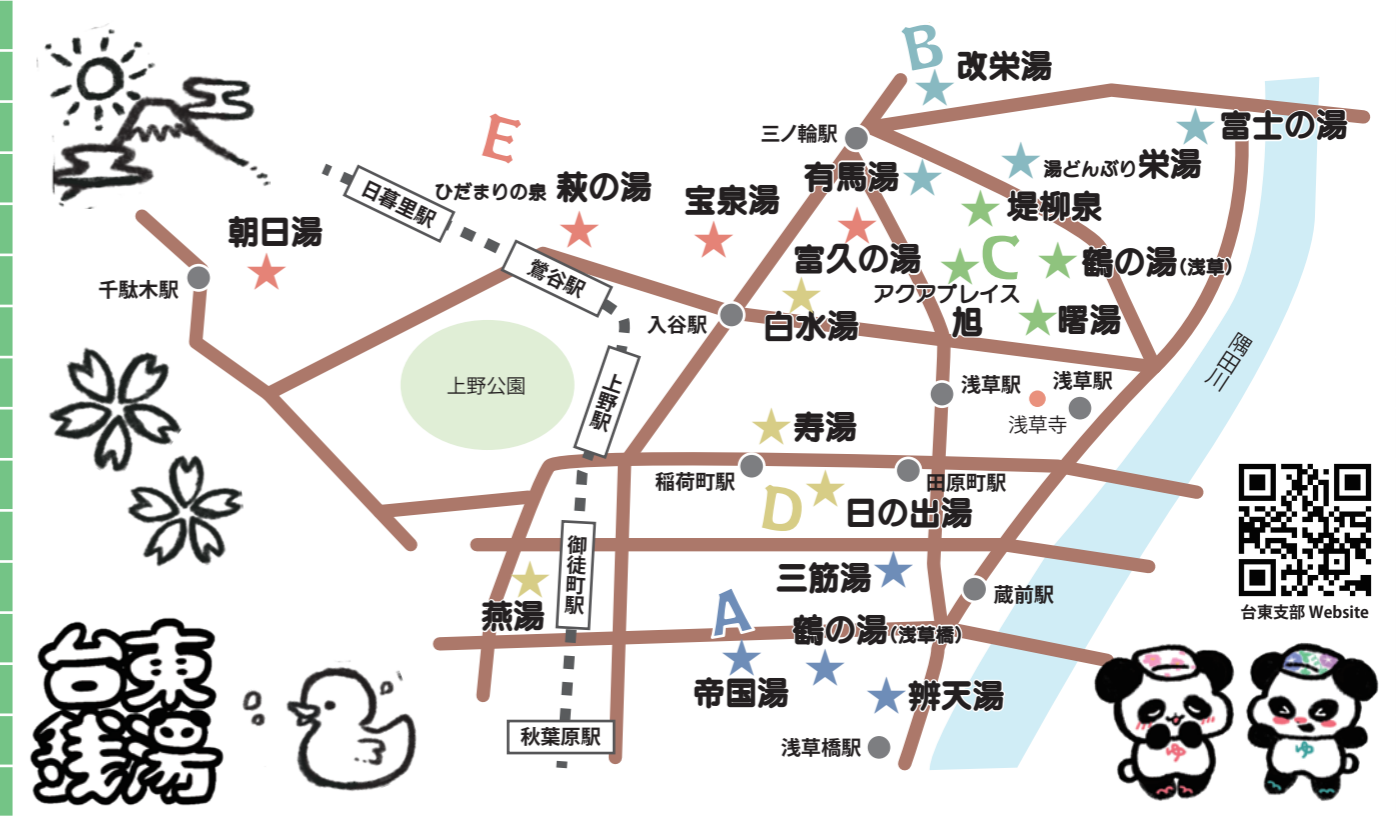 B
改栄湯
富士の湯
三ノ輪駅
E
有馬湯
湯どんぶり栄湯
日暮里駅
ひだまりの泉 萩の湯
宝泉湯
堤柳泉
朝日湯
富久の湯
C
鶴の湯(浅草)
鶯谷駅
千駄木駅
アクアプレイス
旭
入谷駅
白水湯
曙湯
隅田川
上野公園
上野駅
浅草駅
浅草駅
浅草寺
寿湯
稲荷町駅
田原町駅
D
日の出湯
御徒町駅
三筋湯
蔵前駅
燕湯
A
鶴の湯(浅草橋)
帝国湯
辨天湯
秋葉原駅
浅草橋駅
台東支部 Website
台東
銭湯
ゆ
ゆ